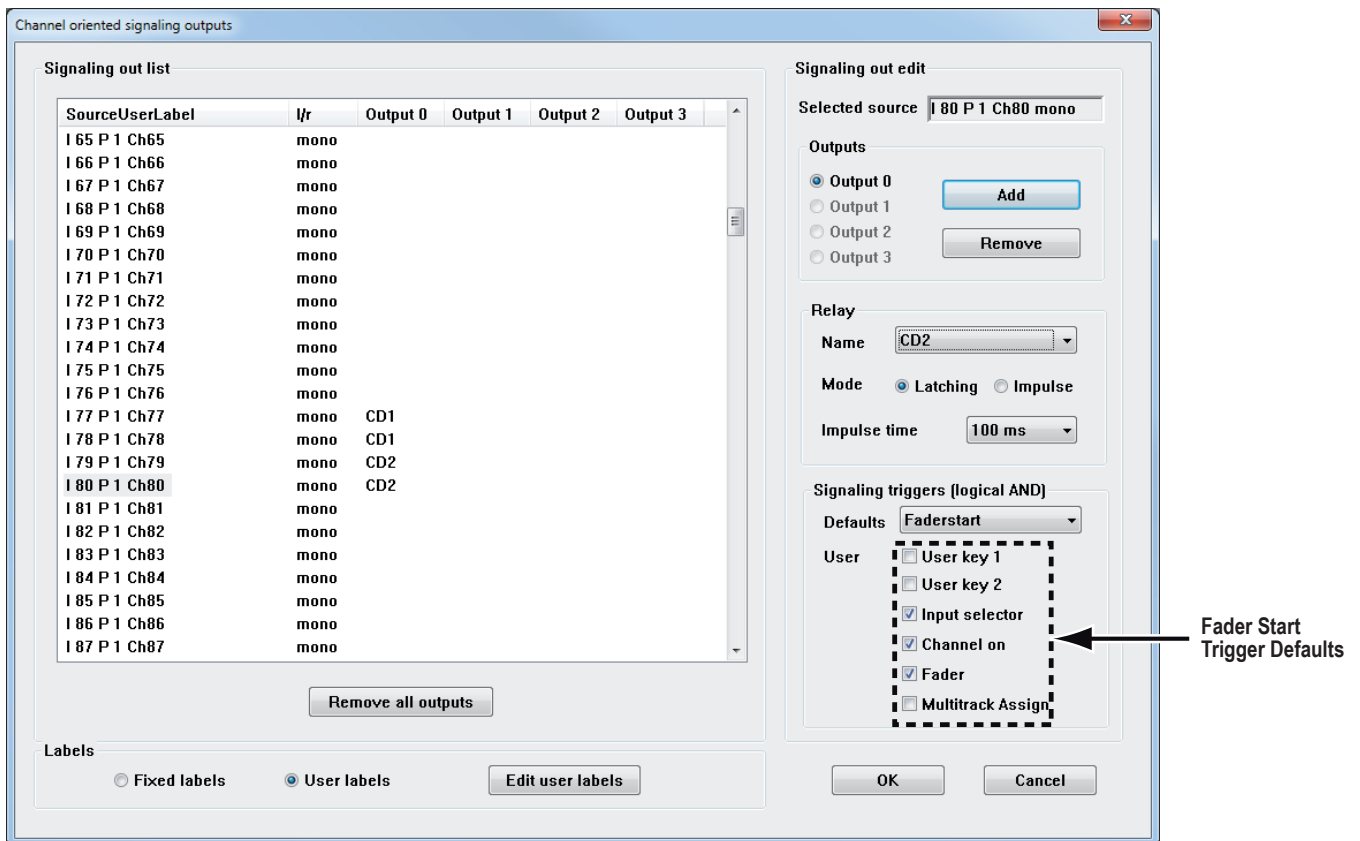 Channel oriented signaling outputs
Signaling out list
SourceUserLabel l/r Output 0 Output 1 Output 2 Output 3
I 65 P 1 Ch65 mono
I 66 P 1 Ch66 mono
I 67 P 1 Ch67 mono
I 68 P 1 Ch68 mono
I 69 P 1 Ch69 mono
I 70 P 1 Ch70 mono
I 71 P 1 Ch71 mono
I 72 P 1 Ch72 mono
I 73 P 1 Ch73 mono
I 74 P 1 Ch74 mono
I 75 P 1 Ch75 mono
I 76 P 1 Ch76 mono
I 77 P 1 Ch77 mono CD1
I 78 P 1 Ch78 mono CD1
I 79 P 1 Ch79 mono CD2
I 80 P 1 Ch80 mono CD2
I 81 P 1 Ch81 mono
I 82 P 1 Ch82 mono
I 83 P 1 Ch83 mono
I 84 P 1 Ch84 mono
I 85 P 1 Ch85 mono
I 86 P 1 Ch86 mono
I 87 P 1 Ch87 mono
Remove all outputs
Labels
Fixed labels User labels Edit user labels
Signaling out edit
Selected source I 80 P 1 Ch80 mono
Outputs
Output 0
Output 1
Output 2
Output 3
Add
Remove
Relay
Name CD2
Mode Latching Impulse
Impulse time 100 ms
Signaling triggers (logical AND)
Defaults Faderstart
User User key 1
User key 2
Input selector
Channel on
Fader
Multitrack Assign
OK Cancel
Fader Start
Trigger Defaults